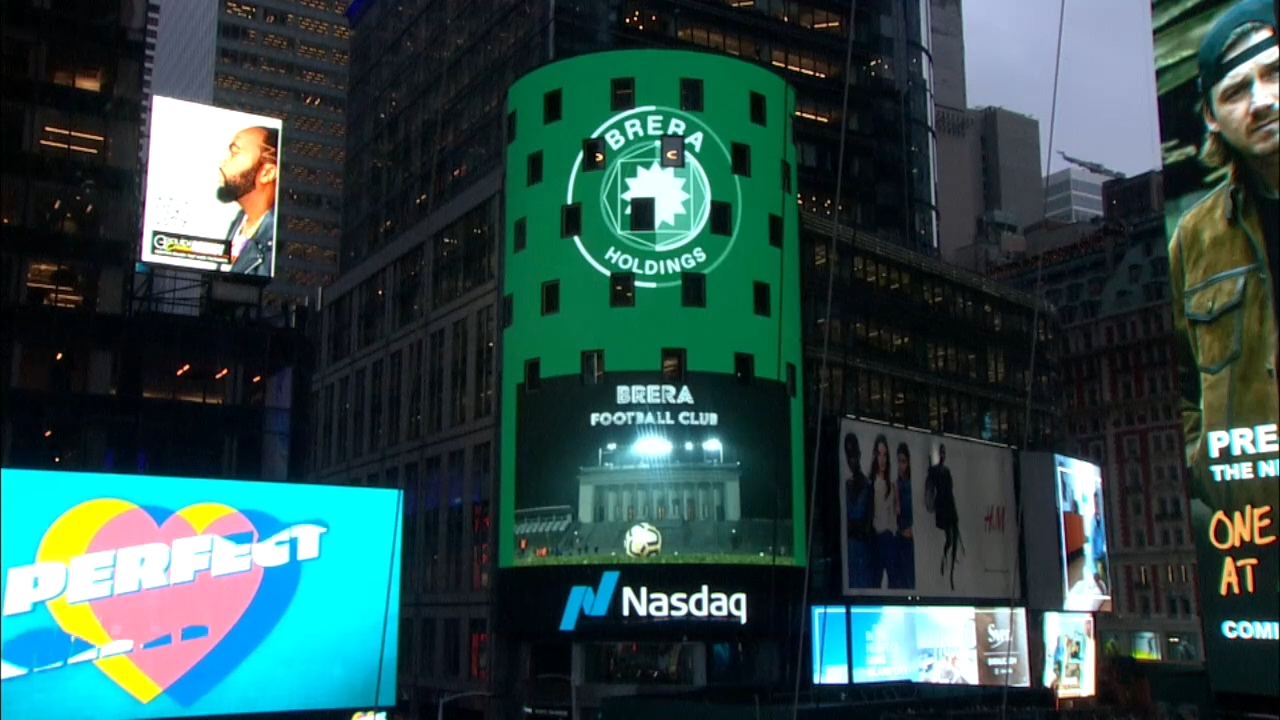 BRERA
HOLDINGS
BRERA
FOOTBALL CLUB
Nasdaq
PERFECT
H&M
PRE
THE N
ONE
AT
COMI